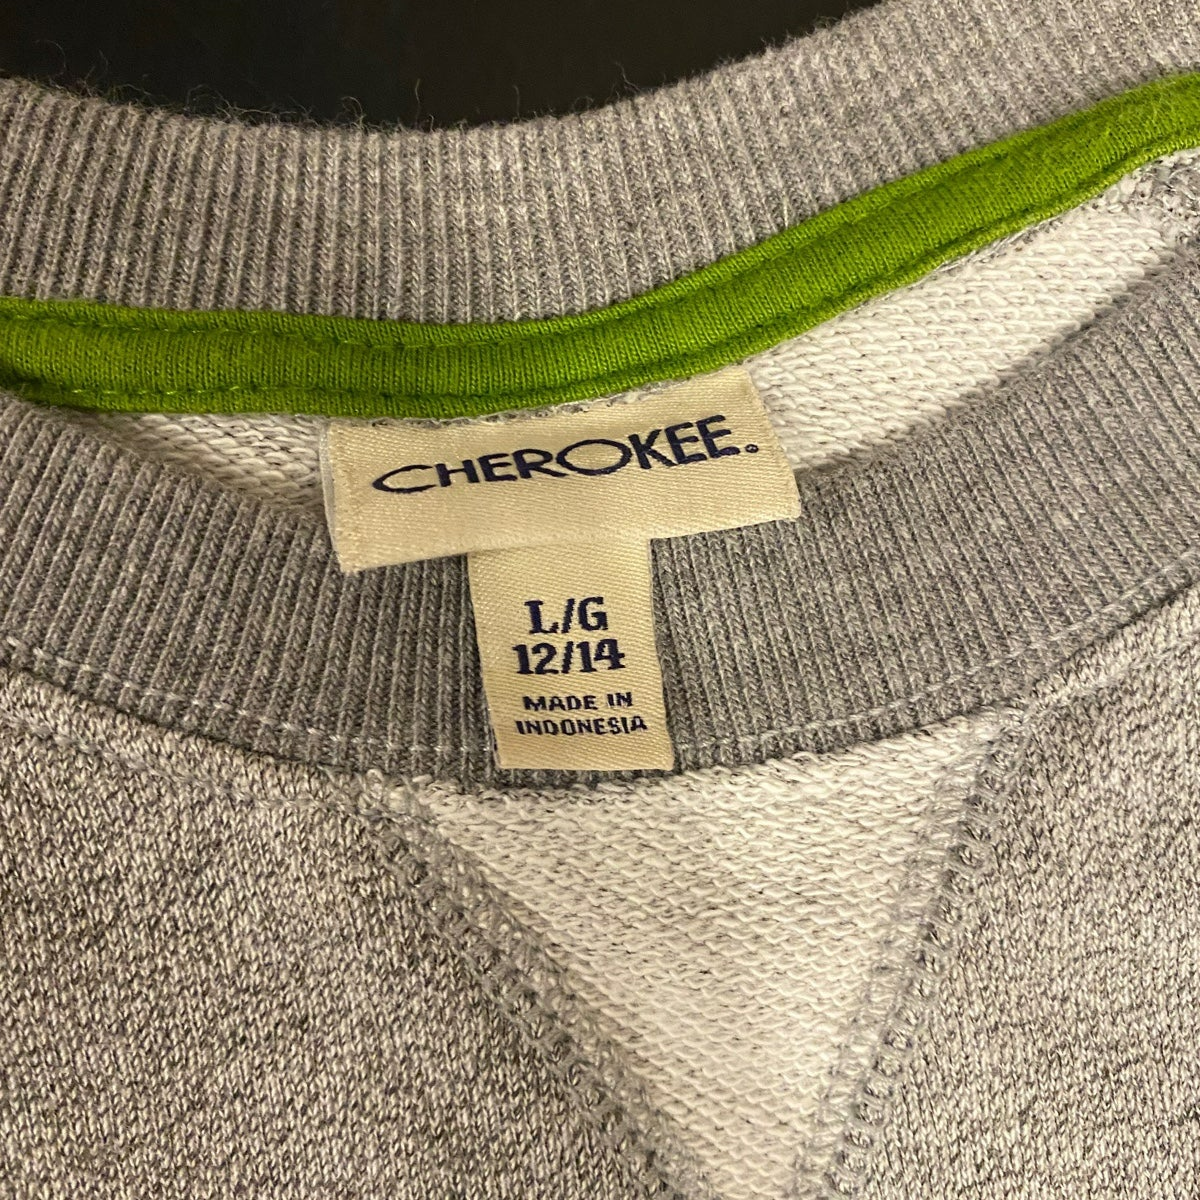 CHEROKEE.
L/G
12/14
MADE IN
INDONESIA